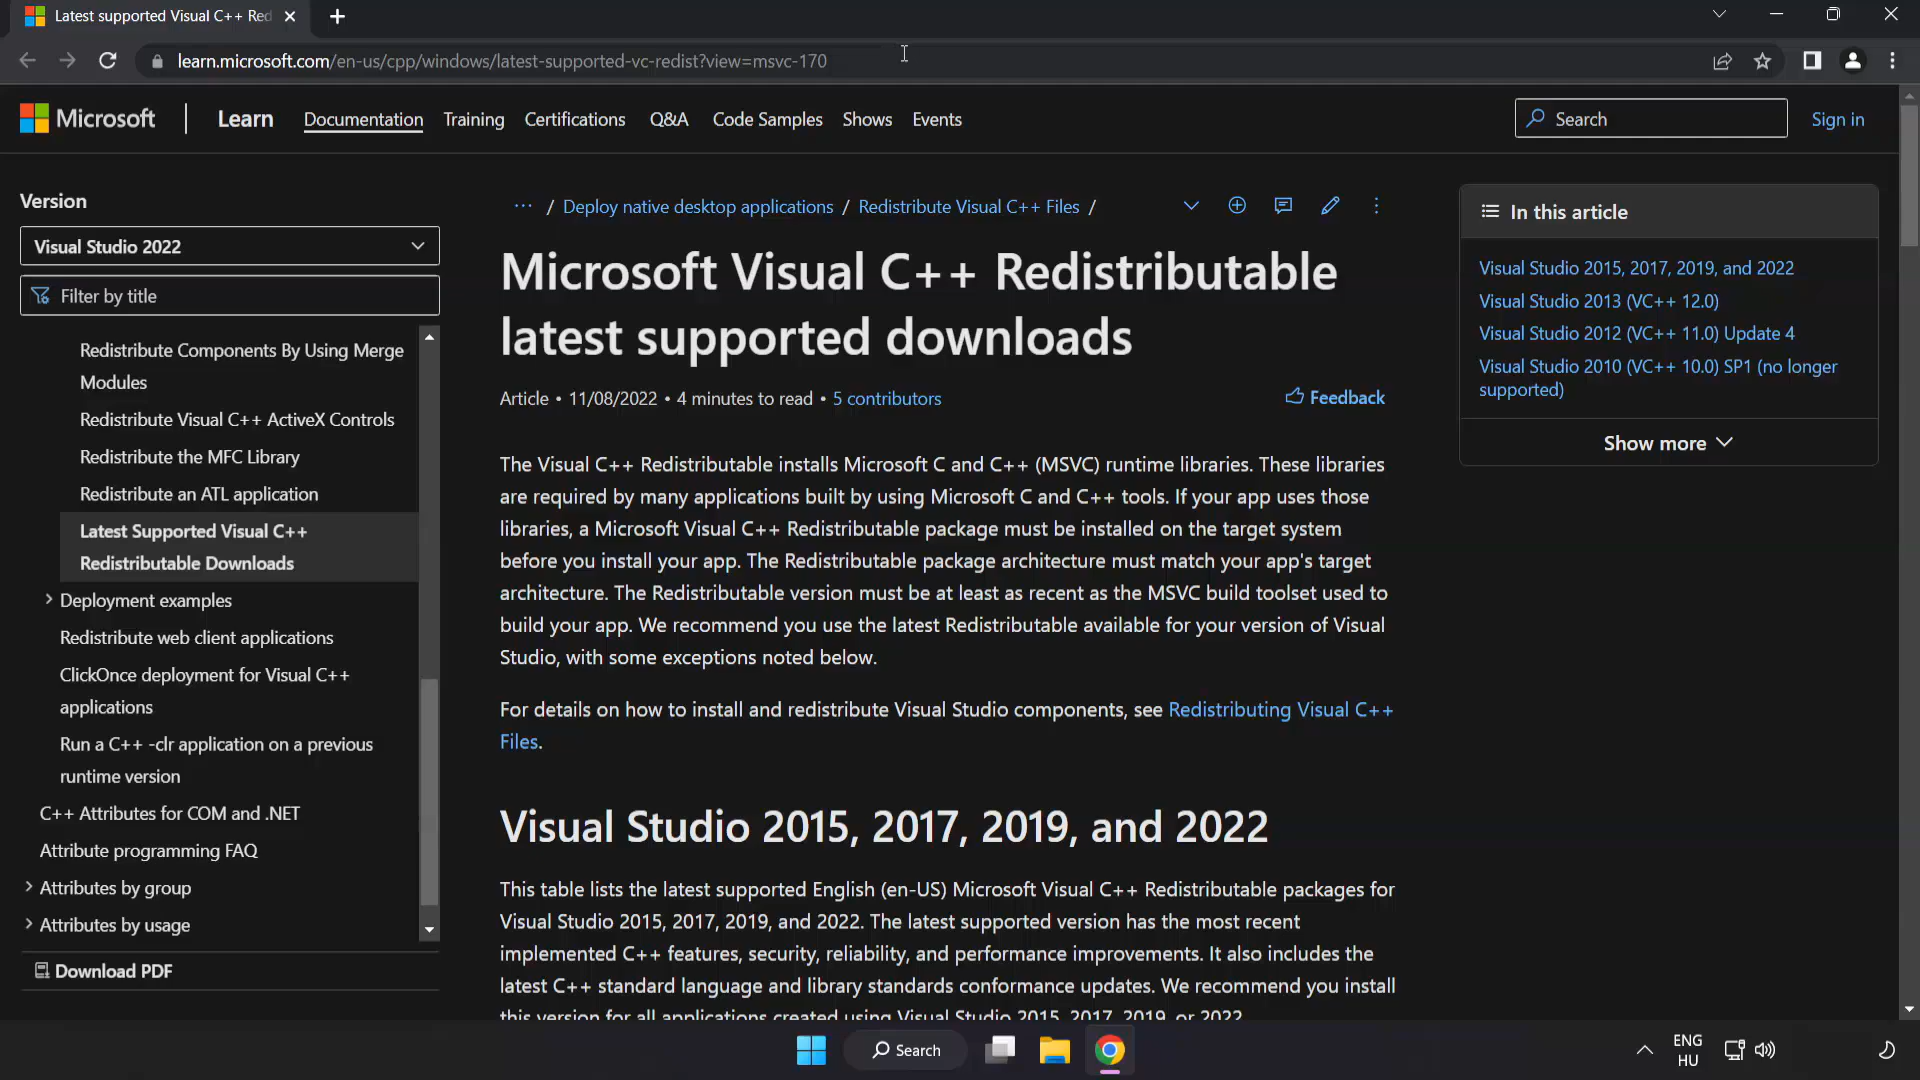 Latest supported Visual C++ Red
learn.microsoft.com/en-us/cpp/windows/latest-supported-vc-redist?view=msvc-170
Microsoft
Learn
Documentation
Training
Certifications
Q&A
Code Samples
Shows
Events
Search
Sign in
Version
Visual Studio 2022
Filter by title
Redistribute Components By Using Merge
Modules
Redistribute Visual C++ ActiveX Controls
Redistribute the MFC Library
Redistribute an ATL application
Latest Supported Visual C++
Redistributable Downloads
Deployment examples
Redistribute web client applications
ClickOnce deployment for Visual C++
applications
Run a C++ -clr application on a previous
runtime version
C++ Attributes for COM and .NET
Attribute programming FAQ
Attributes by group
Attributes by usage
Download PDF
··· / Deploy native desktop applications / Redistribute Visual C++ Files /
Microsoft Visual C++ Redistributable
latest supported downloads
Article • 11/08/2022 • 4 minutes to read • 5 contributors
Feedback
The Visual C++ Redistributable installs Microsoft C and C++ (MSVC) runtime libraries. These libraries
are required by many applications built by using Microsoft C and C++ tools. If your app uses those
libraries, a Microsoft Visual C++ Redistributable package must be installed on the target system
before you install your app. The Redistributable package architecture must match your app's target
architecture. The Redistributable version must be at least as recent as the MSVC build toolset used to
build your app. We recommend you use the latest Redistributable available for your version of Visual
Studio, with some exceptions noted below.
For details on how to install and redistribute Visual Studio components, see Redistributing Visual C++
Files.
Visual Studio 2015, 2017, 2019, and 2022
This table lists the latest supported English (en-US) Microsoft Visual C++ Redistributable packages for
Visual Studio 2015, 2017, 2019, and 2022. The latest supported version has the most recent
implemented C++ features, security, reliability, and performance improvements. It also includes the
latest C++ standard language and library standards conformance updates. We recommend you install
this version for all applications created using Visual Studio 2015, 2017, 2019, or 2022.
In this article
Visual Studio 2015, 2017, 2019, and 2022
Visual Studio 2013 (VC++ 12.0)
Visual Studio 2012 (VC++ 11.0) Update 4
Visual Studio 2010 (VC++ 10.0) SP1 (no longer
supported)
Show more
Search
ENG
HU